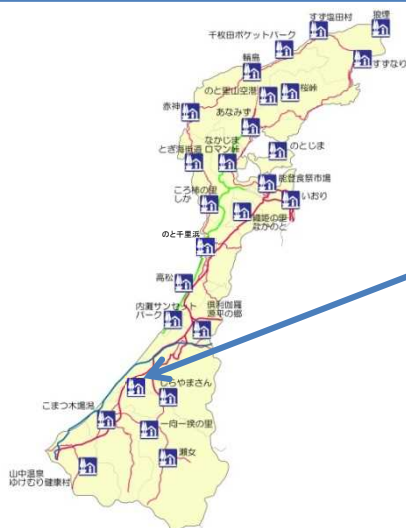 狼煙
すず塩田村
千枚田ポケットパーク
輪島
すずなり
のと里山空港
桜峠
あなみず
赤神
なかじま
ロマン峠
のとじま
とぎ海街道
能登食祭市場
ころ柿の里
しか
いおり
織姫の里
なかのと
のと千里浜
高松
内灘サンセット
パーク
倶利伽羅
源平の郷
しらやまさん
こまつ木場潟
一向一揆の里
瀬女
山中温泉
ゆけむり健康村